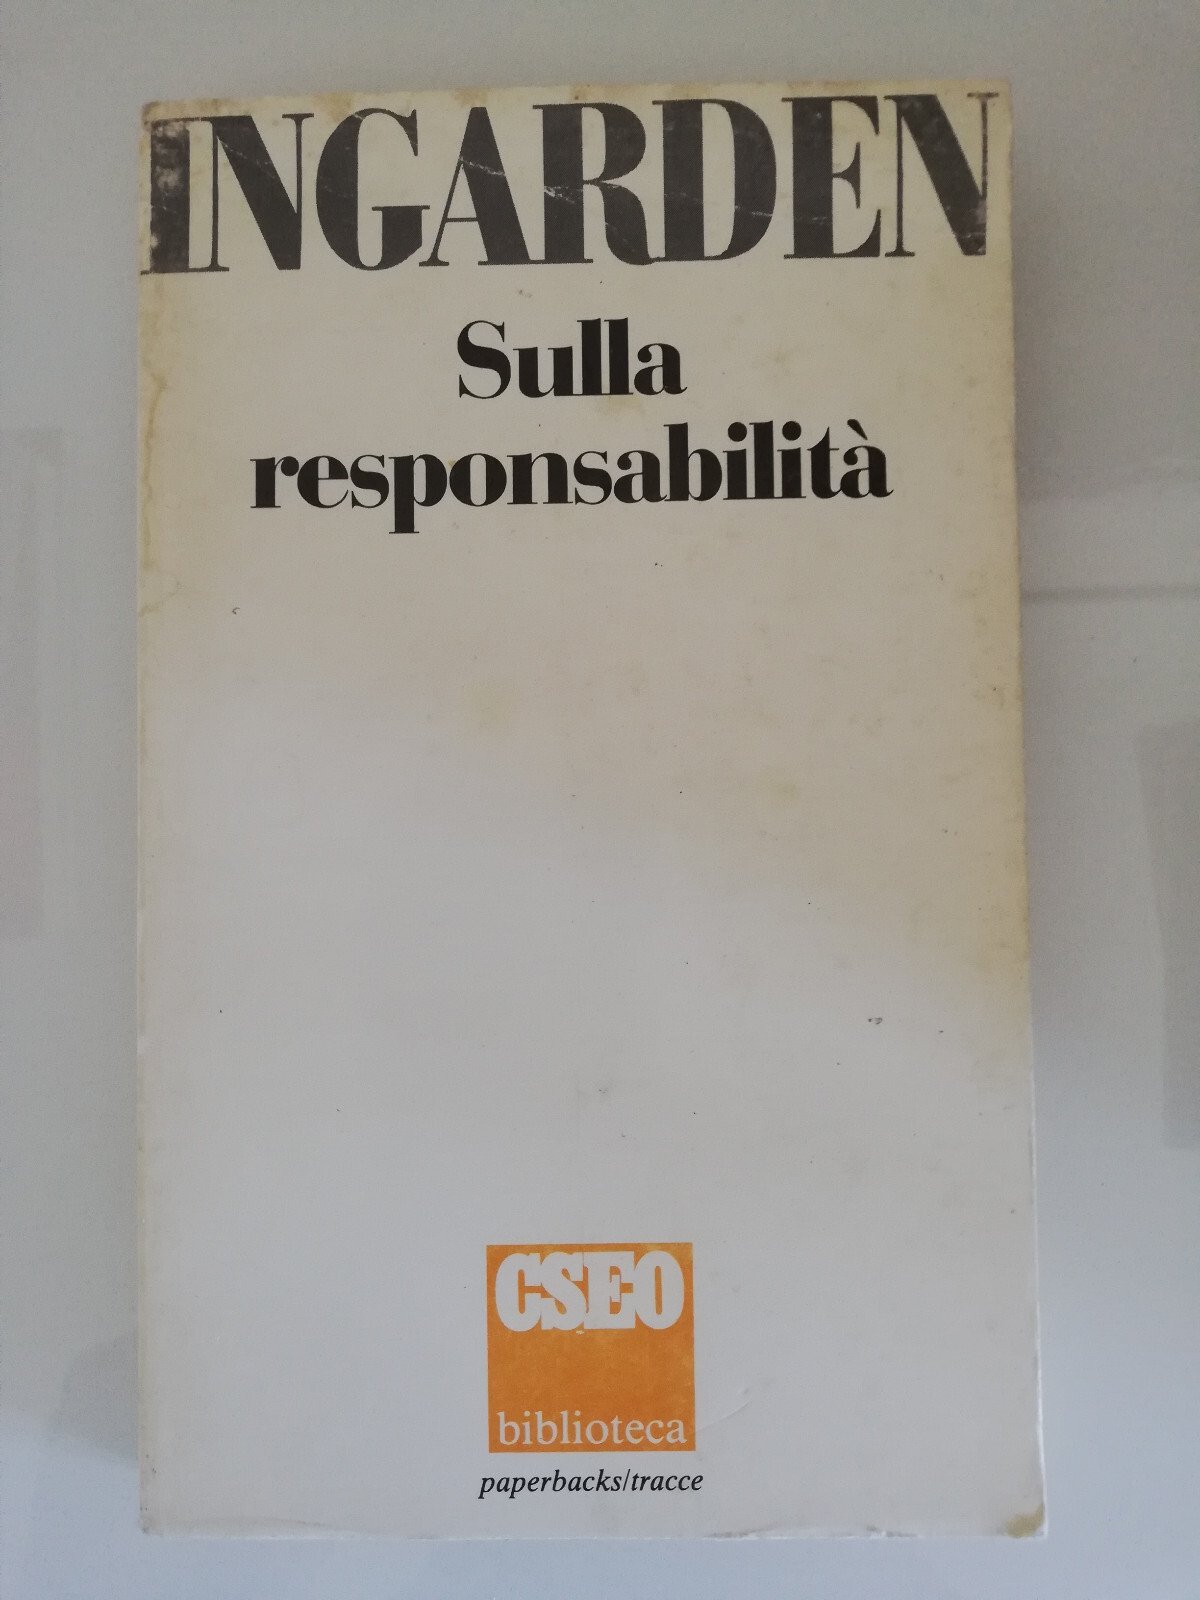 INGARDEN
Sulla
responsabilità
CSEO
biblioteca
paperbacks/tracce